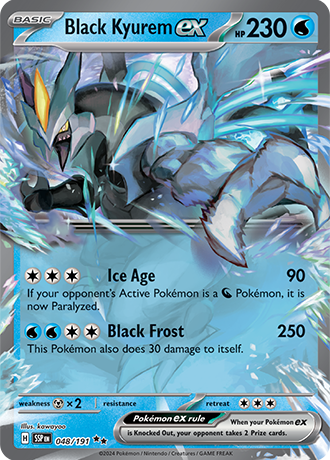 BASIC Black Kyurem ex HP 230
Ice Age 90
If your opponent's Active Pokémon is a Pokémon, it is
now Paralyzed.
Black Frost 250
This Pokémon also does 30 damage to itself.
weakness ×2 resistance retreat
Pokémon ex rule
When your Pokémon ex
is Knocked Out, your opponent takes 2 Prize cards.
Illus. kawayoo
H SSP EN 048/191
©2024 Pokémon / Nintendo / Creatures / GAME FREAK